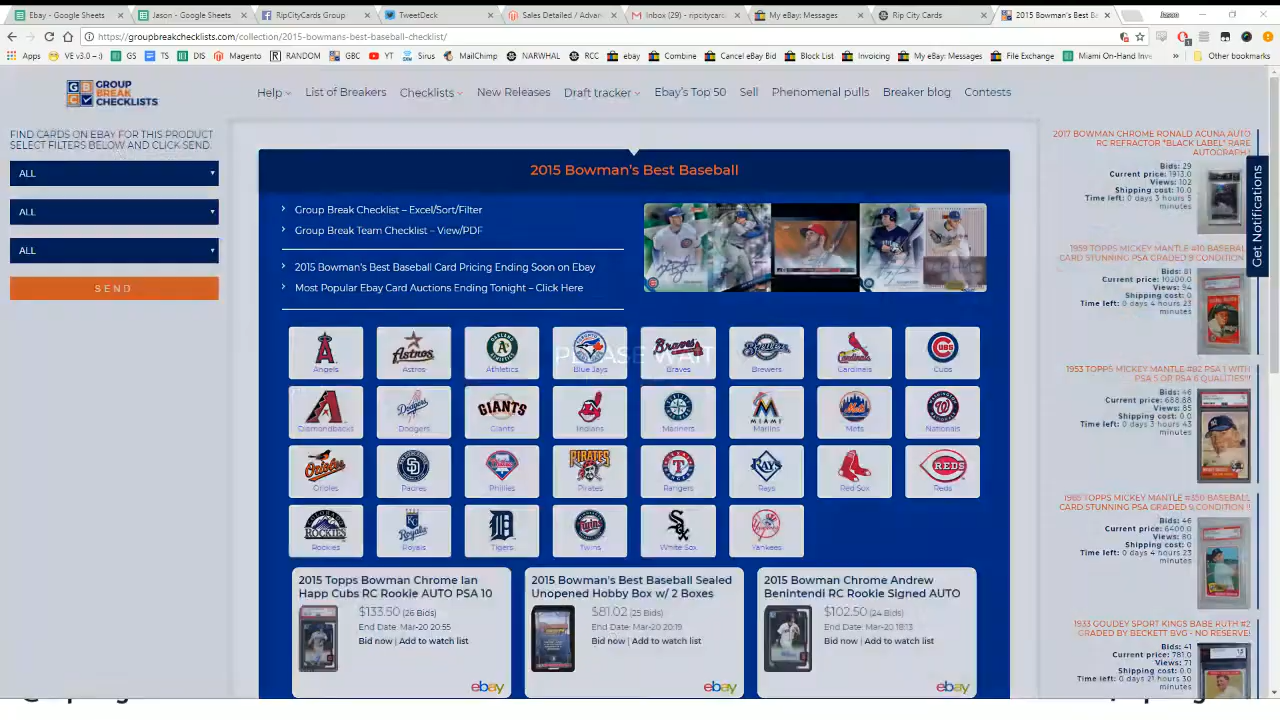 Ebay - Google Sheets
Jason - Google Sheets
RipCityCards Group
TweetDeck
Sales Detailed / Advan
Inbox (29) - ripcitycar
My eBay: Messages
Rip City Cards
2015 Bowman's Best Ba
Jason
https://groupbreakchecklists.com/collection/2015-bowmans-best-baseball-checklist/
Apps VE v3.0 -: GS TS DIS Magento RANDOM GBC YT Sirius MailChimp NARWHAL RCC ebay Combine Cancel eBay Bid Block List Invoicing My eBay: Messages File Exchange Miami On-Hand Inve » Other bookmarks
GROUP
BREAK
CHECKLISTS
Help List of Breakers Checklists New Releases Draft tracker Ebay's Top 50 Sell Phenomenal pulls Breaker blog Contests
FIND CARDS ON EBAY FOR THIS PRODUCT
SELECT FILTERS BELOW AND CLICK SEND.
ALL
ALL
ALL
SEND
2015 Bowman's Best Baseball
Group Break Checklist – Excel/Sort/Filter
Group Break Team Checklist – View/PDF
2015 Bowman's Best Baseball Card Pricing Ending Soon on Ebay
Most Popular Ebay Card Auctions Ending Tonight – Click Here
PLEASE WAIT
Angels Astros Athletics Blue Jays Braves Brewers Cardinals Cubs
Diamondbacks Dodgers Giants Indians Mariners Marlins Mets Nationals
Orioles Padres Phillies Pirates Rangers Rays Red Sox Reds
Rockies Royals Tigers Twins White Sox Yankees
2015 Topps Bowman Chrome Ian
Happ Cubs RC Rookie AUTO PSA 10
$133.50 (26 Bids)
End Date: Mar-20 20:55
Bid now | Add to watch list
ebay
2015 Bowman's Best Baseball Sealed
Unopened Hobby Box w/ 2 Boxes
$81.02 (25 Bids)
End Date: Mar-20 20:19
Bid now | Add to watch list
ebay
2015 Bowman Chrome Andrew
Benintendi RC Rookie Signed AUTO
$102.50 (24 Bids)
End Date: Mar-20 18:13
Bid now | Add to watch list
ebay
2017 BOWMAN CHROME RONALD ACUNA AUTO
RC REFRACTOR *BLACK LABEL* RARE
AUTOGRAPH!
Bids: 29
Current price: 1913.0
Views: 102
Shipping cost: 10.0
Time left: 0 days 3 hours 5
minutes
Get Notifications
1959 TOPPS MICKEY MANTLE #10 BASEBAL
CARD STUNNING PSA GRADED 9 CONDITION
Bids: 81
Current price: 10200.0
Views: 94
Shipping cost: 0
Time left: 0 days 4 hours 23
minutes
1953 TOPPS MICKEY MANTLE #82 PSA 1 WITH
PSA 5 OR PSA 6 QUALITIES!!!
Bids: 46
Current price: 688.88
Views: 85
Shipping cost: 0.0
Time left: 0 days 3 hours 43
minutes
1965 TOPPS MICKEY MANTLE #350 BASEBALL
CARD STUNNING PSA GRADED 9 CONDITION !!
Bids: 46
Current price: 6400.0
Views: 80
Shipping cost: 0
Time left: 0 days 4 hours 23
minutes
1933 GOUDEY SPORT KINGS BABE RUTH #2
GRADED BY BECKETT BVG - NO RESERVE!
Bids: 41
Current price: 781.0
Views: 71
Shipping cost: 0.0
Time left: 0 days 21 hours 30
minutes